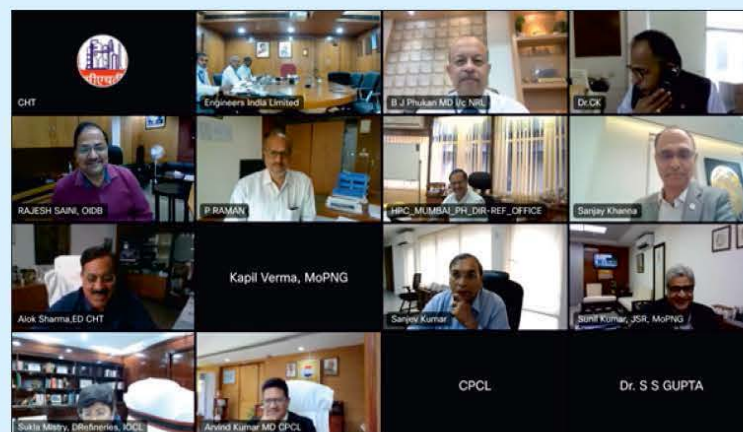 सीएचटी
CHT
Engineers India Limited
B J Phukan MD i/c NRL
Dr.CK
RAJESH SAINI, OIDB
P.RAMAN
HPC_MUMBAI_PH_DIR-REF_OFFICE
Sanjay Khanna
Alok Sharma,ED CHT
Kapil Verma, MoPNG
Sanjev Kumar
Sunil Kumar, JSR, MoPNG
Sukla Mistry, DRefineries, IOCL
Arvind Kumar MD CPCL
CPCL
Dr. S S GUPTA